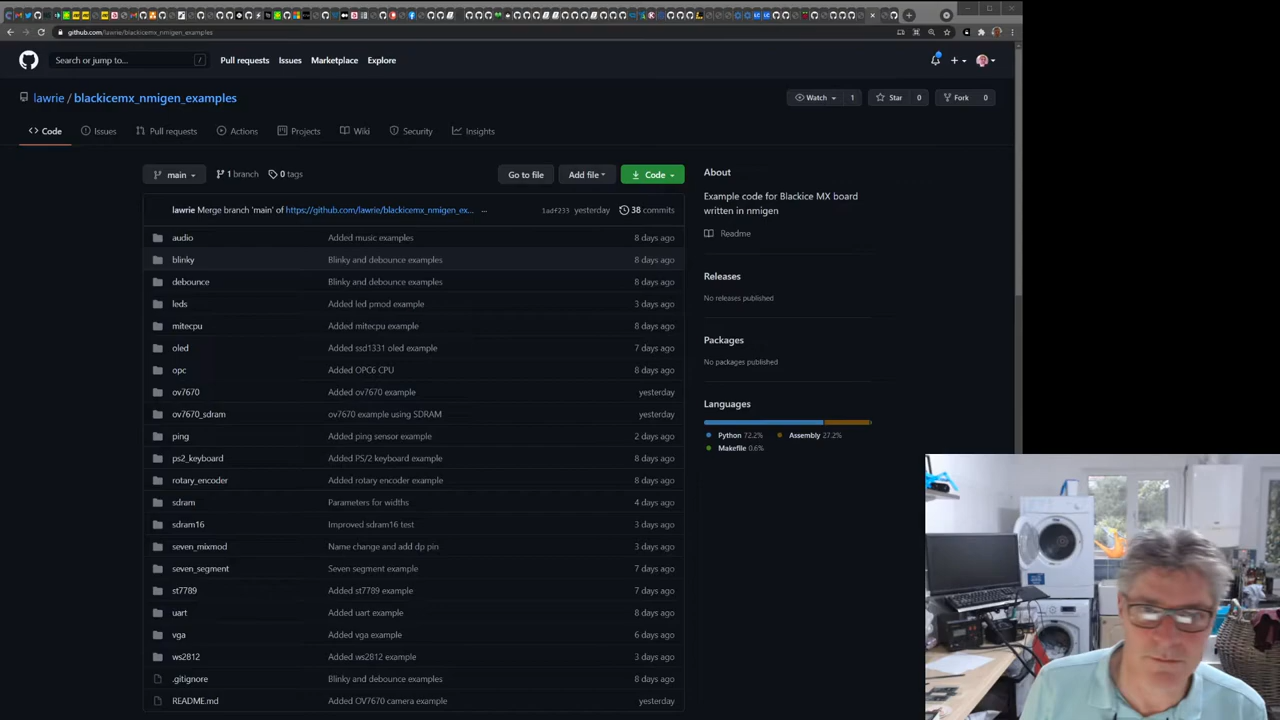 github.com/lawrie/blackicemx_nmigen_examples
Search or jump to... /
Pull requests Issues Marketplace Explore
lawrie / blackicemx_nmigen_examples
Watch 1 Star 0 Fork 0
Code Issues Pull requests Actions Projects Wiki Security Insights
main 1 branch 0 tags Go to file Add file Code
lawrie Merge branch 'main' of https://github.com/lawrie/blackicemx_nmigen_ex... ... 1adf233 yesterday 38 commits
audio Added music examples 8 days ago
blinky Blinky and debounce examples 8 days ago
debounce Blinky and debounce examples 8 days ago
leds Added led pmod example 3 days ago
mitecpu Added mitecpu example 8 days ago
oled Added ssd1331 oled example 7 days ago
opc Added OPC6 CPU 8 days ago
ov7670 Added ov7670 example yesterday
ov7670_sdram ov7670 example using SDRAM yesterday
ping Added ping sensor example 2 days ago
ps2_keyboard Added PS/2 keyboard example 8 days ago
rotary_encoder Added rotary encoder example 8 days ago
sdram Parameters for widths 4 days ago
sdram16 Improved sdram16 test 3 days ago
seven_mixmod Name change and add dp pin 3 days ago
seven_segment Seven segment example 7 days ago
st7789 Added st7789 example 7 days ago
uart Added uart example 8 days ago
vga Added vga example 6 days ago
ws2812 Added ws2812 example 7 days ago
.gitignore Blinky and debounce examples 8 days ago
README.md Added OV7670 camera example yesterday
About
Example code for Blackice MX board
written in nmigen
Readme
Releases
No releases published
Packages
No packages published
Languages
Python 72.2% Assembly 27.2%
Makefile 0.6%